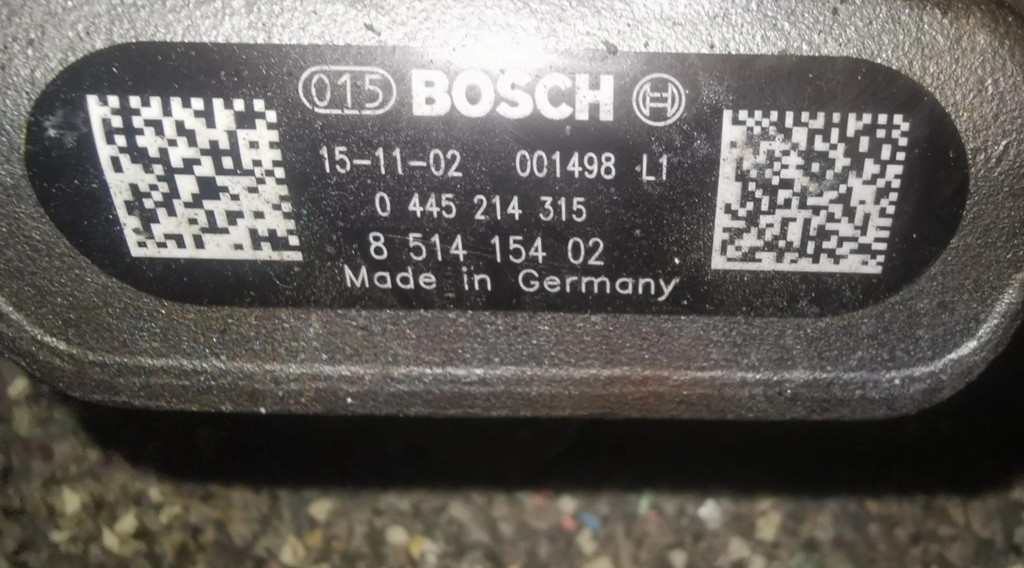 015 BOSCH
15-11-02 001498 L1
0 445 214 315
8 514 154 02
Made in Germany